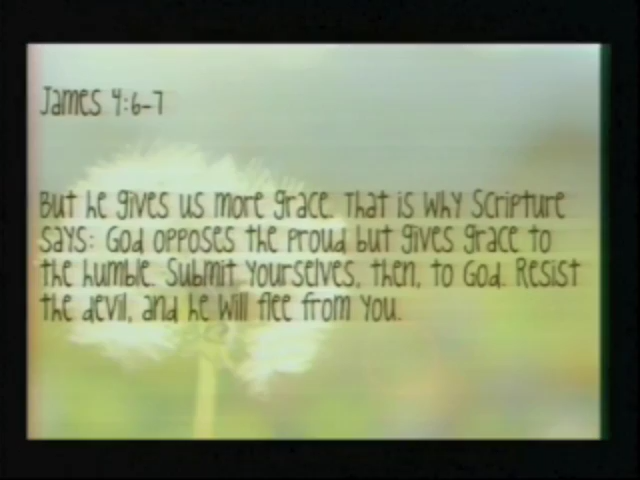 James 4:6-7
But he gives us more grace. That is why Scripture
says: God opposes the proud but gives grace to
the humble. Submit yourselves, then, to God. Resist
the devil, and he will flee from you.